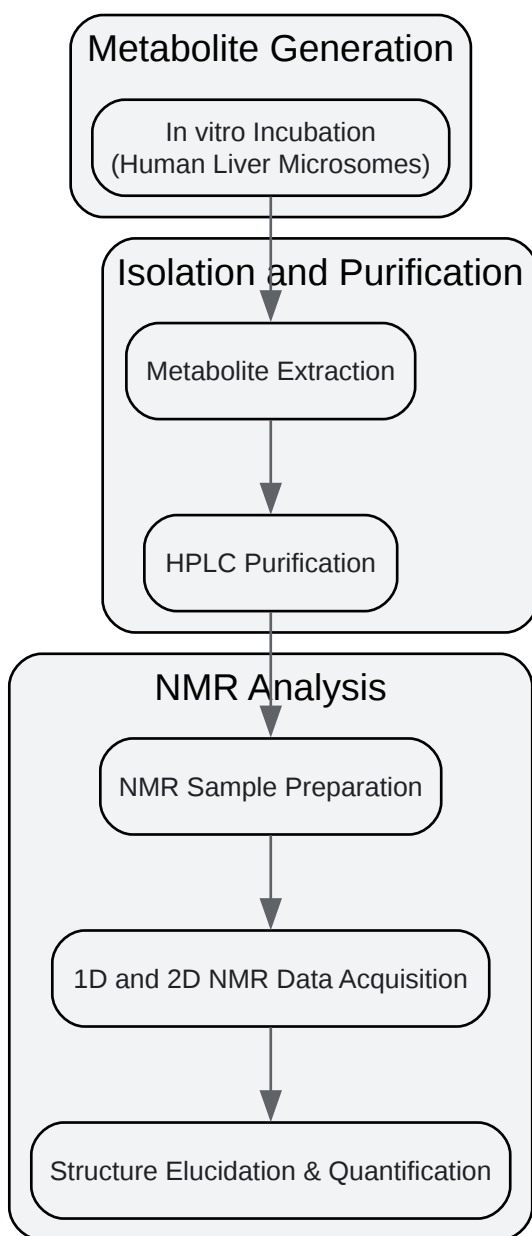 Metabolite Generation
In vitro Incubation
(Human Liver Microsomes)
Isolation and Purification
Metabolite Extraction
HPLC Purification
NMR Analysis
NMR Sample Preparation
1D and 2D NMR Data Acquisition
Structure Elucidation & Quantification